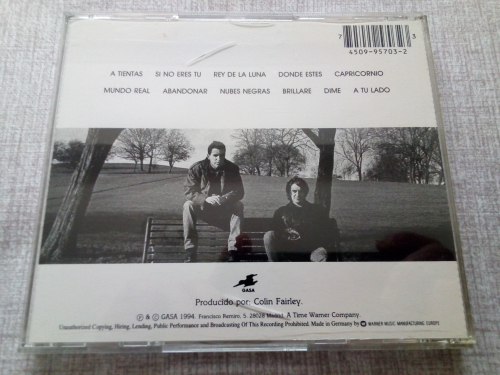 7 3
4509-95703-2
A TIENTAS SI NO ERES TU REY DE LA LUNA DONDE ESTES CAPRICORNIO
MUNDO REAL ABANDONAR NUBES NEGRAS BRILLARE DIME A TU LADO
GASA
Producido por: Colin Fairley.
℗ & © GASA 1994. Francisco Remiro, 5. 28028 Madrid. A Time Warner Company.
Unauthorized Copying, Hiring, Lending, Public Performance and Broadcasting Of This Recording Prohibited. Made in Germany by WARNER MUSIC MANUFACTURING EUROPE